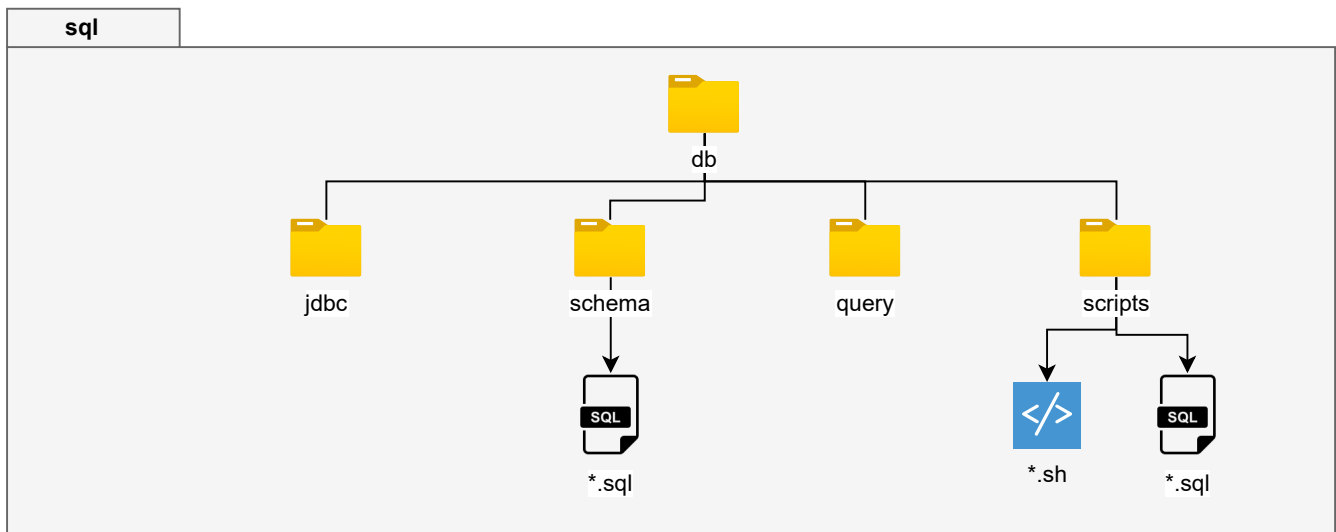 sql
db
jdbc
schema
query
scripts
SQL
*.sql
</>
*.sh
SQL
*.sql